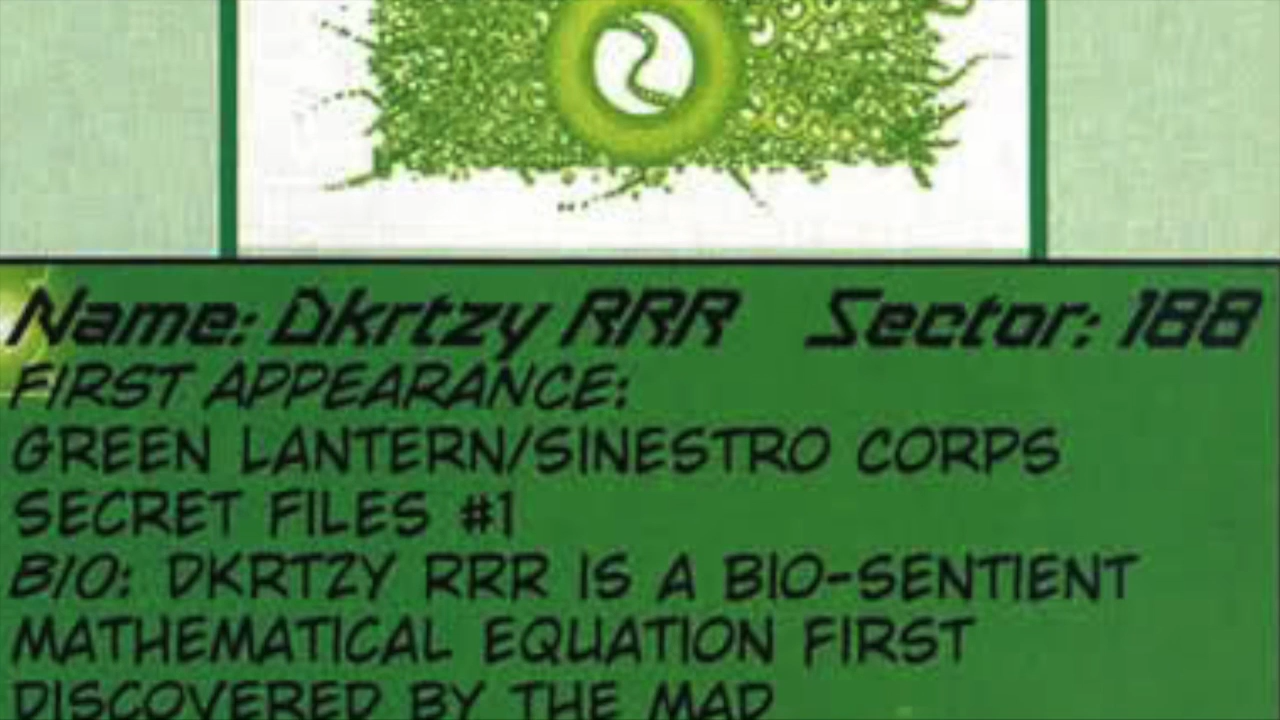 Name: Dkrtzy RRR Sector: 188
FIRST APPEARANCE:
GREEN LANTERN/SINESTRO CORPS
SECRET FILES #1
BIO: DKRTZY RRR IS A BIO-SENTIENT
MATHEMATICAL EQUATION FIRST
DISCOVERED BY THE MAD